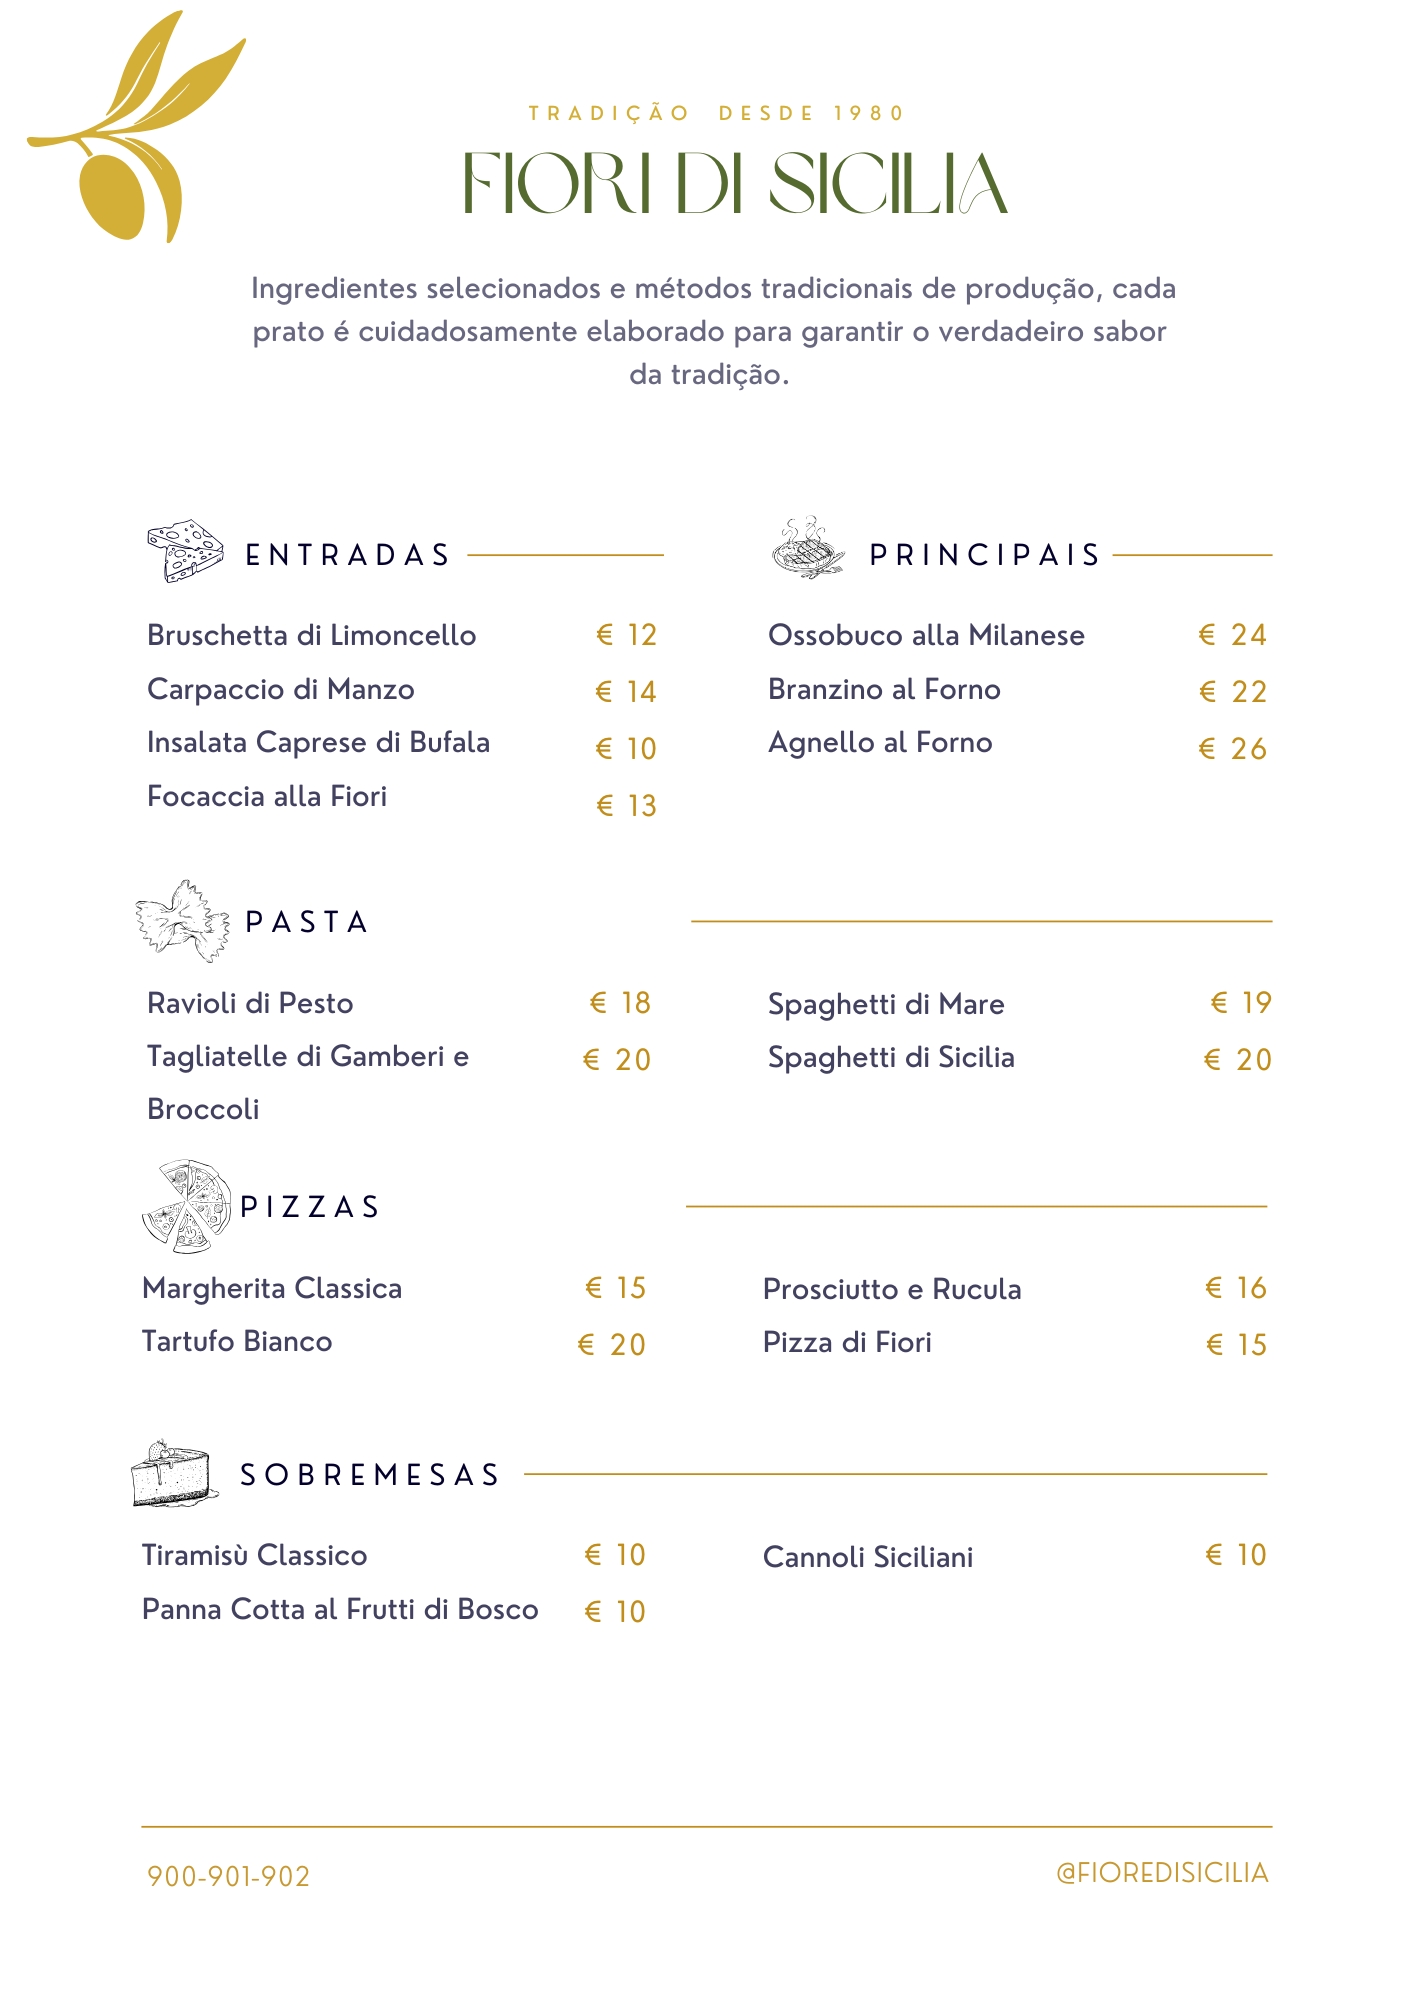 TRADIÇÃO DESDE 1980
FIORI DI SICILIA
Ingredientes selecionados e métodos tradicionais de produção, cada
prato é cuidadosamente elaborado para garantir o verdadeiro sabor
da tradição.
ENTRADAS
Bruschetta di Limoncello € 12
Carpaccio di Manzo € 14
Insalata Caprese di Bufala € 10
Focaccia alla Fiori € 13
PRINCIPAIS
Ossobuco alla Milanese € 24
Branzino al Forno € 22
Agnello al Forno € 26
PASTA
Ravioli di Pesto € 18
Tagliatelle di Gamberi e € 20
Broccoli
Spaghetti di Mare € 19
Spaghetti di Sicilia € 20
PIZZAS
Margherita Classica € 15
Tartufo Bianco € 20
Prosciutto e Rucula € 16
Pizza di Fiori € 15
SOBREMESAS
Tiramisù Classico € 10
Panna Cotta al Frutti di Bosco € 10
Cannoli Siciliani € 10
900-901-902
@FIOREDISICILIA